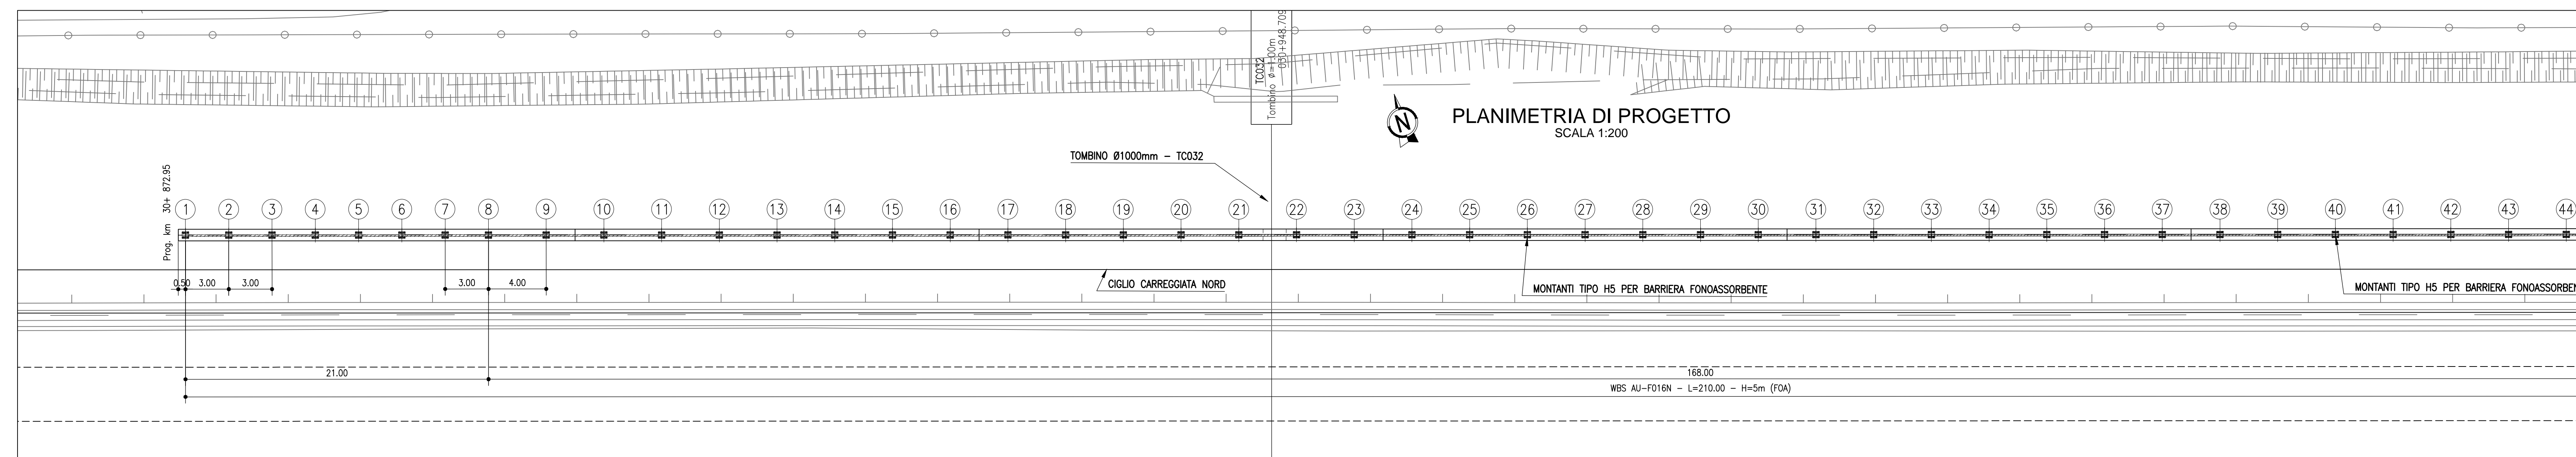 TC032
Tombino ø=1000m
030+948.709
PLANIMETRIA DI PROGETTO
SCALA 1:200
N
TOMBINO Ø1000mm - TC032
Prog. km 30+ 872.95
1 2 3 4 5 6 7 8 9 10 11 12 13 14 15 16 17 18 19 20 21 22 23 24 25 26 27 28 29 30 31 32 33 34 35 36 37 38 39 40 41 42 43 44
0.50 3.00 3.00 3.00 4.00
CIGLIO CARREGGIATA NORD
MONTANTI TIPO H5 PER BARRIERA FONOASSORBENTE
MONTANTI TIPO H5 PER BARRIERA FONOASSORBEN
21.00 168.00
WBS AU-F016N - L=210.00 - H=5m (FOA)